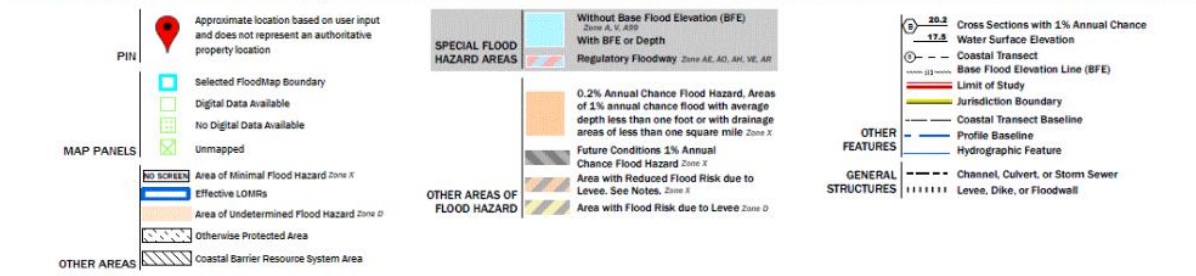 PIN
Approximate location based on user input
and does not represent an authoritative
property location
MAP PANELS
Selected FloodMap Boundary
Digital Data Available
No Digital Data Available
Unmapped
OTHER AREAS
NO SCREEN Area of Minimal Flood Hazard Zone X
Effective LOMRs
Area of Undetermined Flood Hazard Zone D
Otherwise Protected Area
Coastal Barrier Resource System Area
SPECIAL FLOOD
HAZARD AREAS
Without Base Flood Elevation (BFE)
Zone A, V, A99
With BFE or Depth
Regulatory Floodway Zone AE, AO, AH, VE, AR
OTHER AREAS OF
FLOOD HAZARD
0.2% Annual Chance Flood Hazard, Areas
of 1% annual chance flood with average
depth less than one foot or with drainage
areas of less than one square mile Zone X
Future Conditions 1% Annual
Chance Flood Hazard Zone X
Area with Reduced Flood Risk due to
Levee. See Notes. Zone X
Area with Flood Risk due to Levee Zone D
OTHER
FEATURES
20.2 Cross Sections with 1% Annual Chance
17.5 Water Surface Elevation
Coastal Transect
Base Flood Elevation Line (BFE)
Limit of Study
Jurisdiction Boundary
Coastal Transect Baseline
Profile Baseline
Hydrographic Feature
GENERAL
STRUCTURES
Channel, Culvert, or Storm Sewer
Levee, Dike, or Floodwall